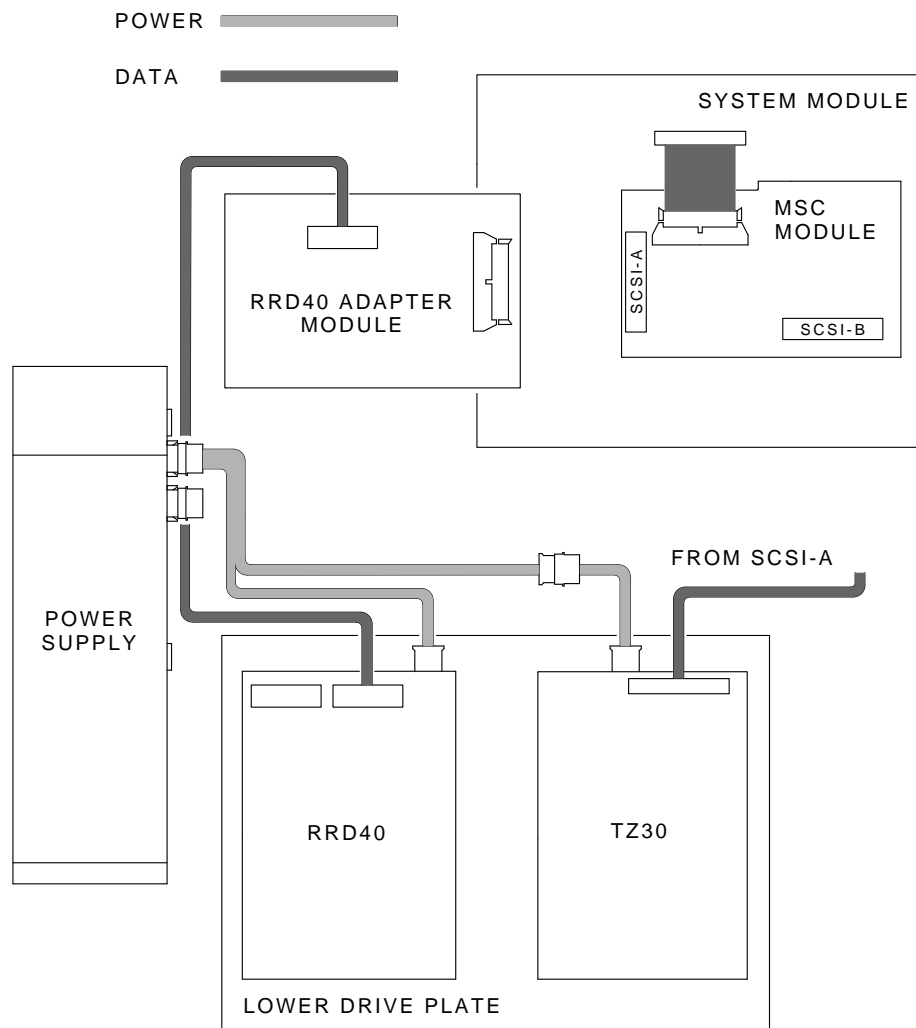 POWER
DATA
SYSTEM MODULE
MSC
MODULE
SCSI-A
SCSI-B
RRD40 ADAPTER
MODULE
FROM SCSI-A
POWER
SUPPLY
RRD40
TZ30
LOWER DRIVE PLATE